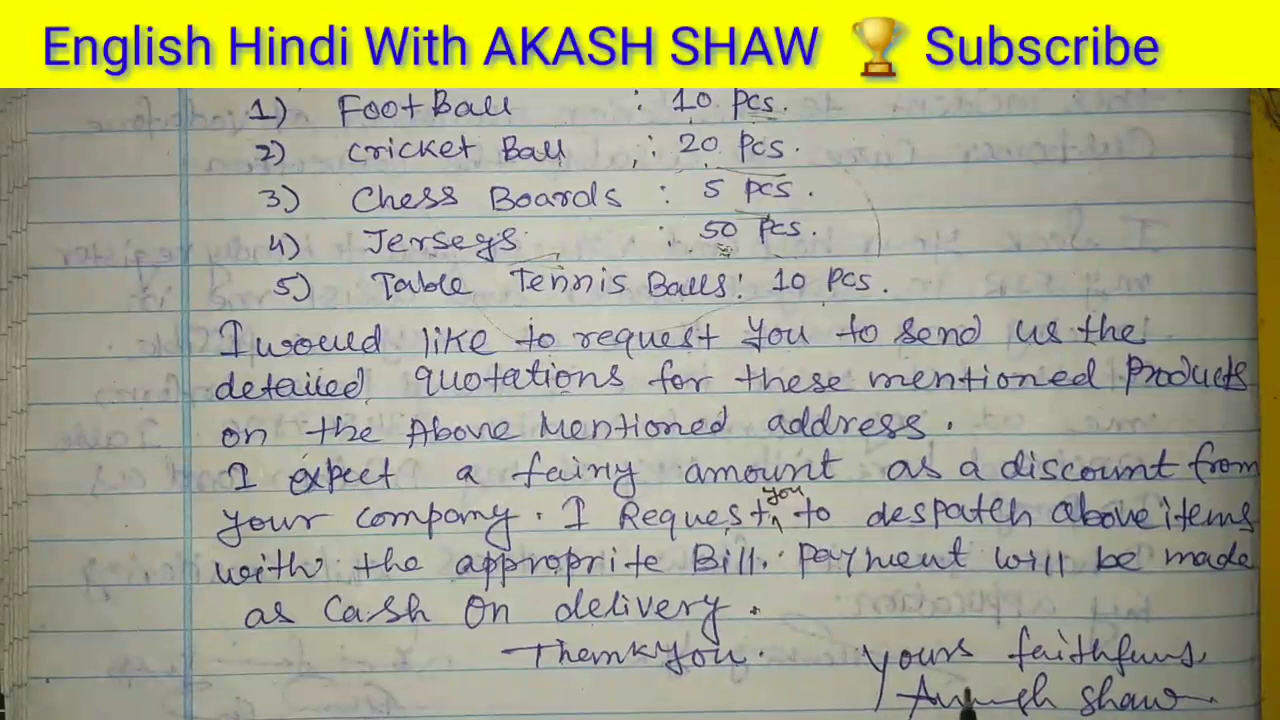 English Hindi With AKASH SHAW 🏆 Subscribe
1) FootBall : 10 pcs.
2) cricket Ball : 20 pcs.
3) Chess Boards : 5 pcs.
4) Jerseys : 50 pcs.
5) Table Tennis Balls: 10 pcs.
I would like to request you to send us the
detailed quotations for these mentioned Products
on the Above Mentioned address.
I expect a fairly amount as a discount from
your company. I Request you to despatch above items
with the appropriate Bill. payment will be made
as Cash On delivery.
Thank you. yours faithfully
Shaw